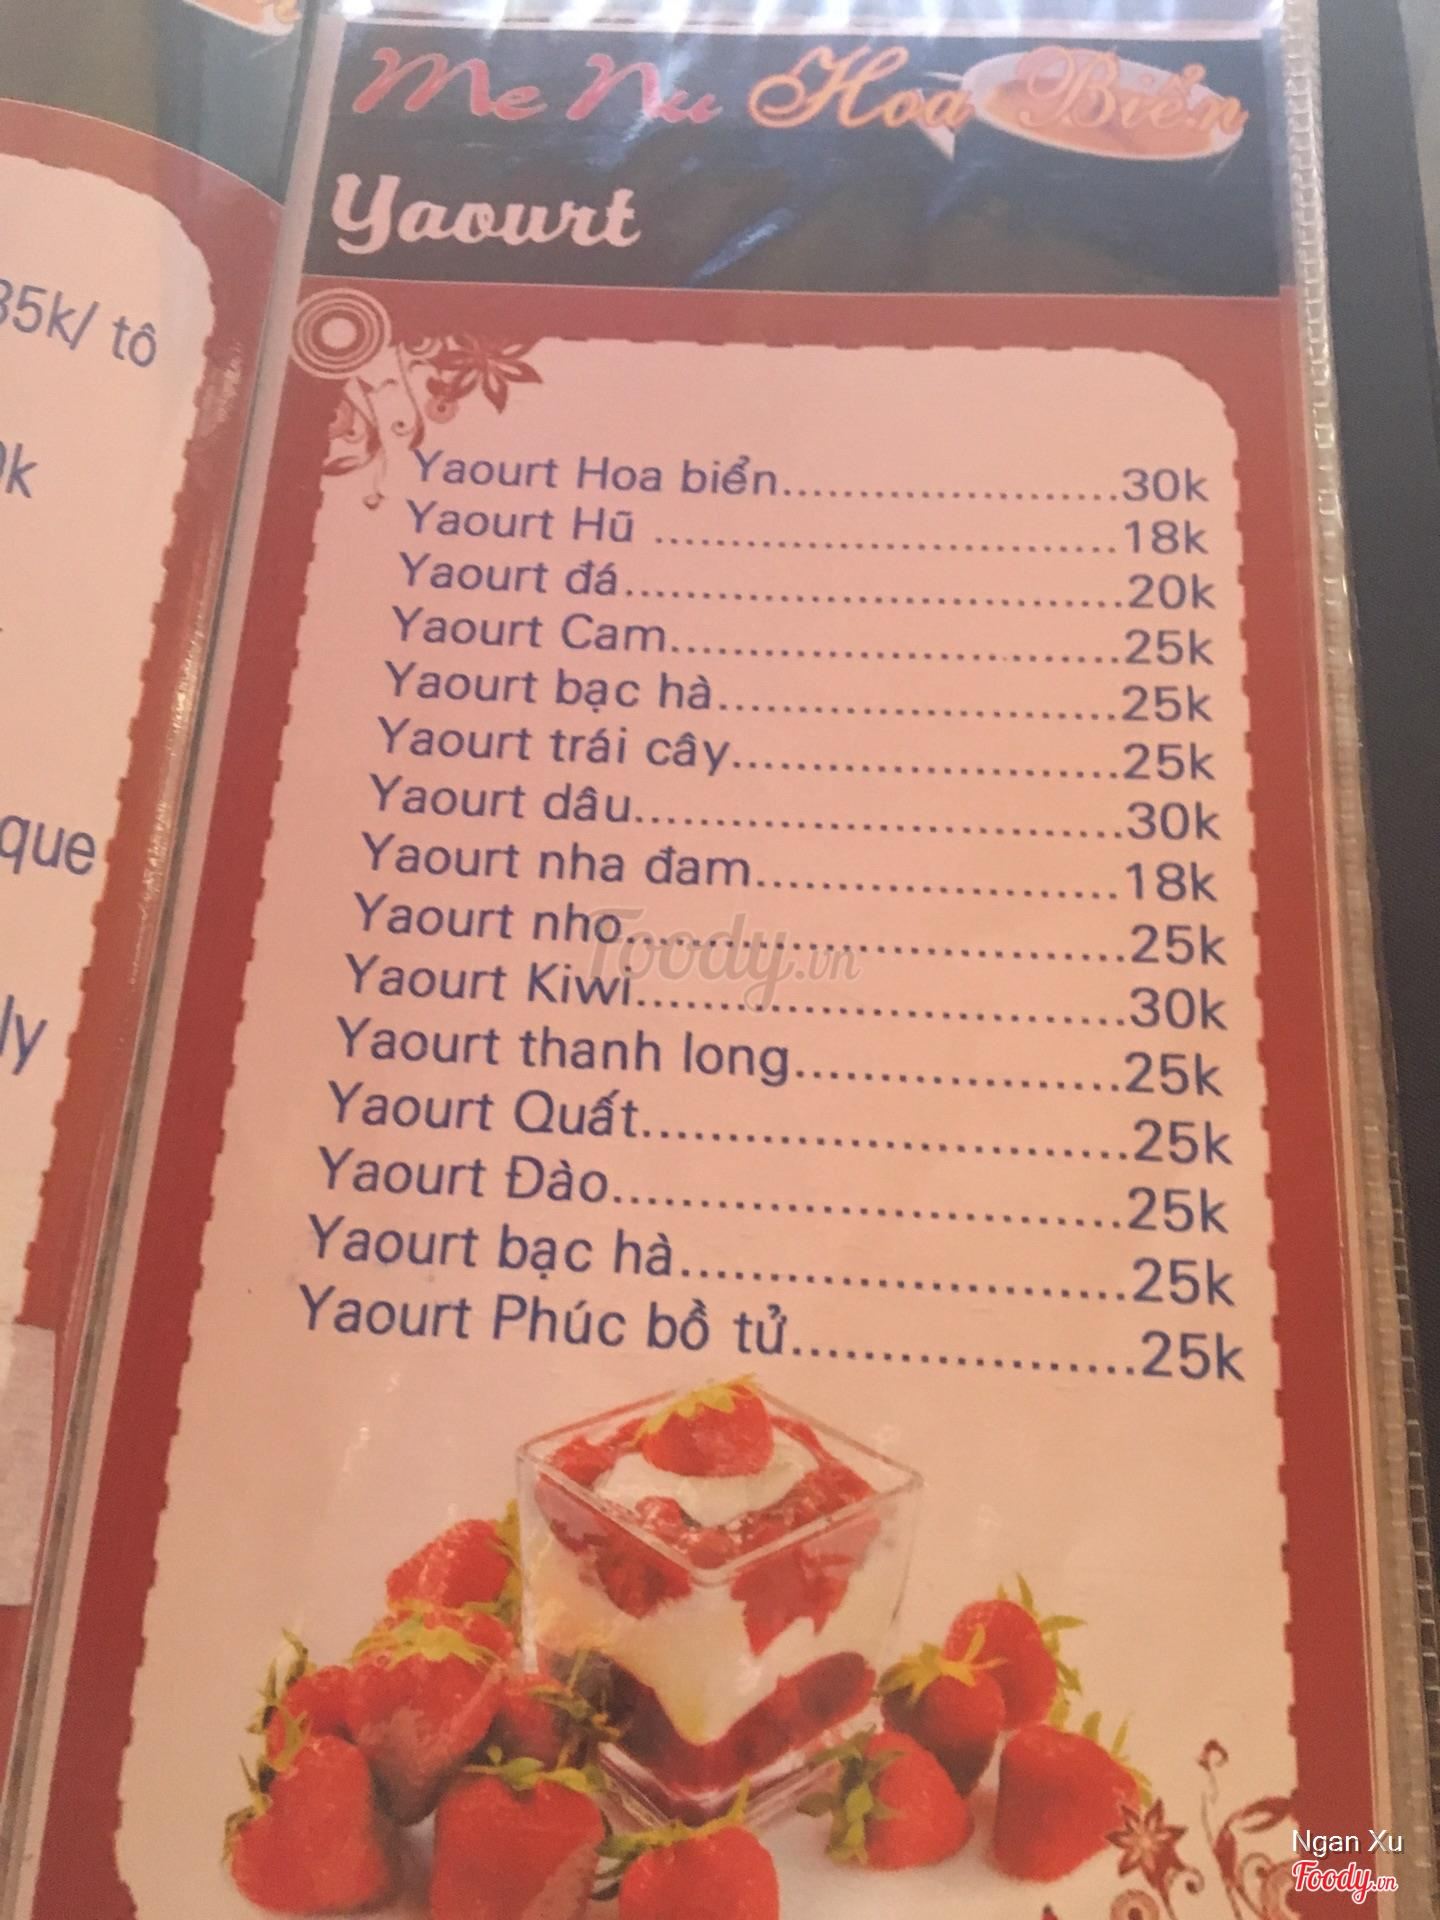 Me Nu Hoa Biển
Yaourt
35k/ tô
k
que
ly
Yaourt Hoa biển......................30k
Yaourt Hũ ..............................18k
Yaourt đá................................20k
Yaourt Cam.............................25k
Yaourt bạc hà..........................25k
Yaourt trái cây.........................25k
Yaourt dâu...............................30k
Yaourt nha đam.......................18k
Yaourt nho...............................25k
Yaourt Kiwi..............................30k
Yaourt thanh long....................25k
Yaourt Quất.............................25k
Yaourt Đào..............................25k
Yaourt bạc hà..........................25k
Yaourt Phúc bồ tử...................25k
Foody.vn
Ngan Xu
Foody.vn